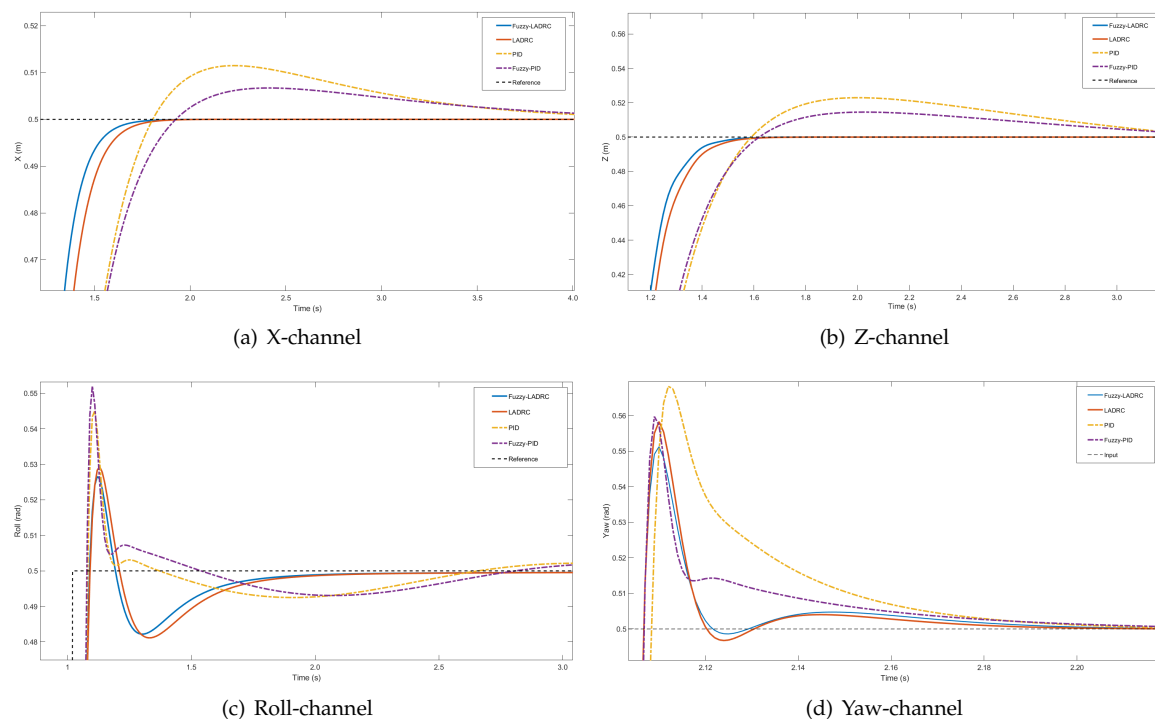 0.52
0.51
0.5
0.49
0.48
0.47
X (m)
1.5
2.0
2.5
3.0
3.5
4.0
Time (s)
Fuzzy-LADRC
LADRC
PID
Fuzzy-PID
Reference
(a) X-channel
0.56
0.54
0.52
0.5
0.48
0.46
0.44
0.42
Z (m)
1.2
1.4
1.6
1.8
2.0
2.2
2.4
2.6
2.8
3.0
Time (s)
Fuzzy-LADRC
LADRC
PID
Fuzzy-PID
Reference
(b) Z-channel
0.55
0.54
0.53
0.52
0.51
0.5
0.49
0.48
Roll (rad)
1
1.5
2.0
2.5
3.0
Time (s)
Fuzzy-LADRC
LADRC
PID
Fuzzy-PID
Reference
(c) Roll-channel
0.56
0.55
0.54
0.53
0.52
0.51
0.5
Yaw (rad)
2.12
2.14
2.16
2.18
2.20
Time (s)
Fuzzy-LADRC
LADRC
PID
Fuzzy-PID
Input
(d) Yaw-channel